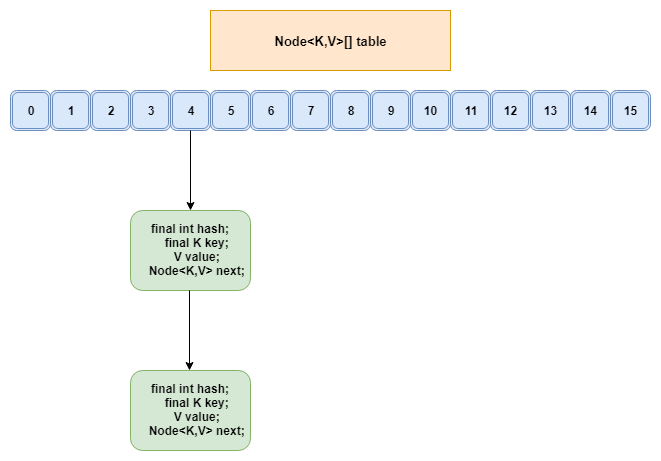 Node<K,V>[] table
0 1 2 3 4 5 6 7 8 9 10 11 12 13 14 15
final int hash;
final K key;
V value;
Node<K,V> next;
final int hash;
final K key;
V value;
Node<K,V> next;